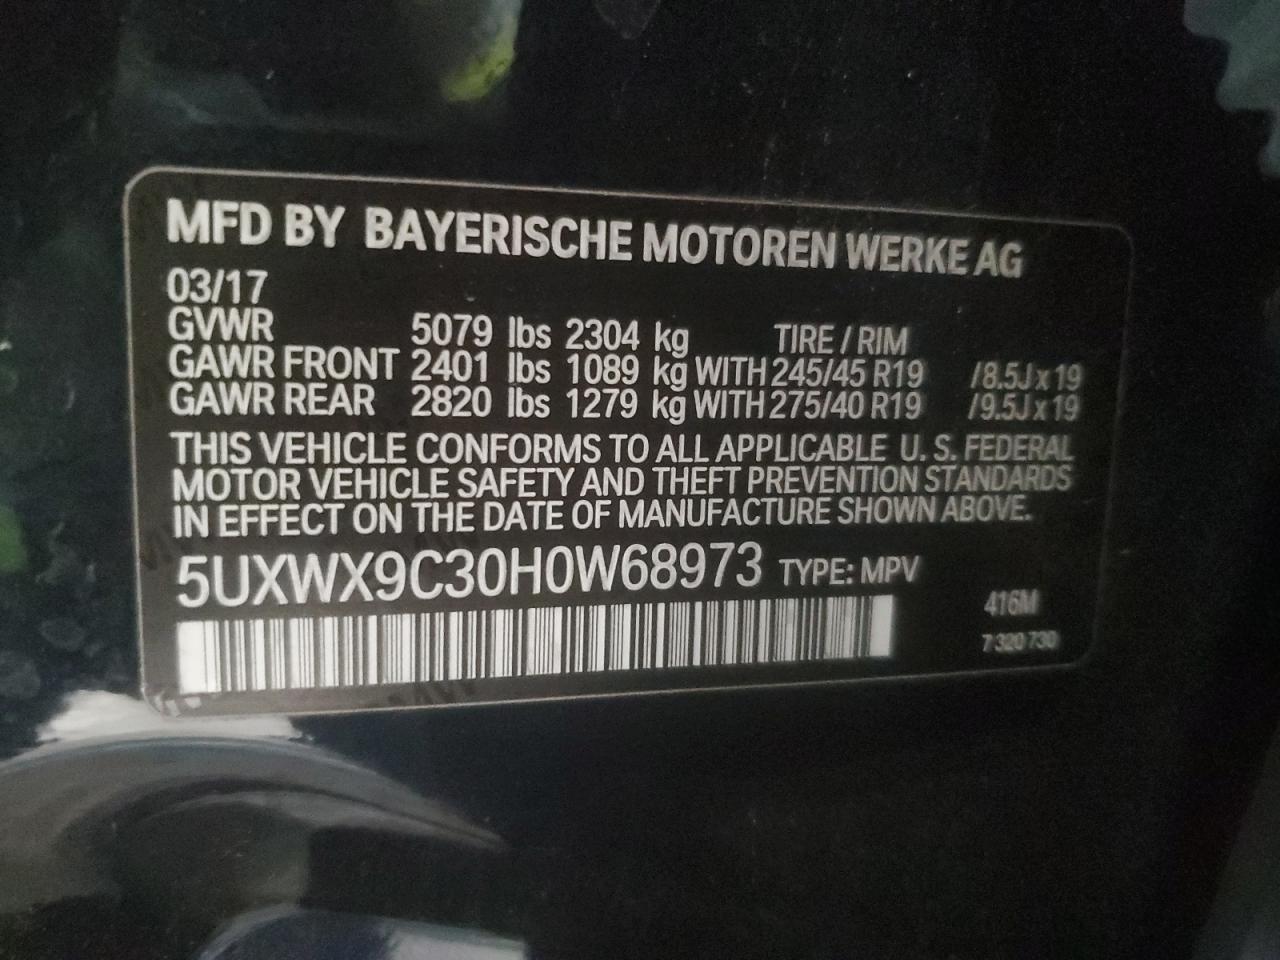 MFD BY BAYERISCHE MOTOREN WERKE AG
03/17
GVWR 5079 lbs 2304 kg TIRE / RIM
GAWR FRONT 2401 lbs 1089 kg WITH 245/45 R19 /8.5J x 19
GAWR REAR 2820 lbs 1279 kg WITH 275/40 R19 /9.5J x 19
THIS VEHICLE CONFORMS TO ALL APPLICABLE U. S. FEDERAL
MOTOR VEHICLE SAFETY AND THEFT PREVENTION STANDARDS
IN EFFECT ON THE DATE OF MANUFACTURE SHOWN ABOVE.
5UXWX9C30H0W68973 TYPE: MPV
416M
7 320 730